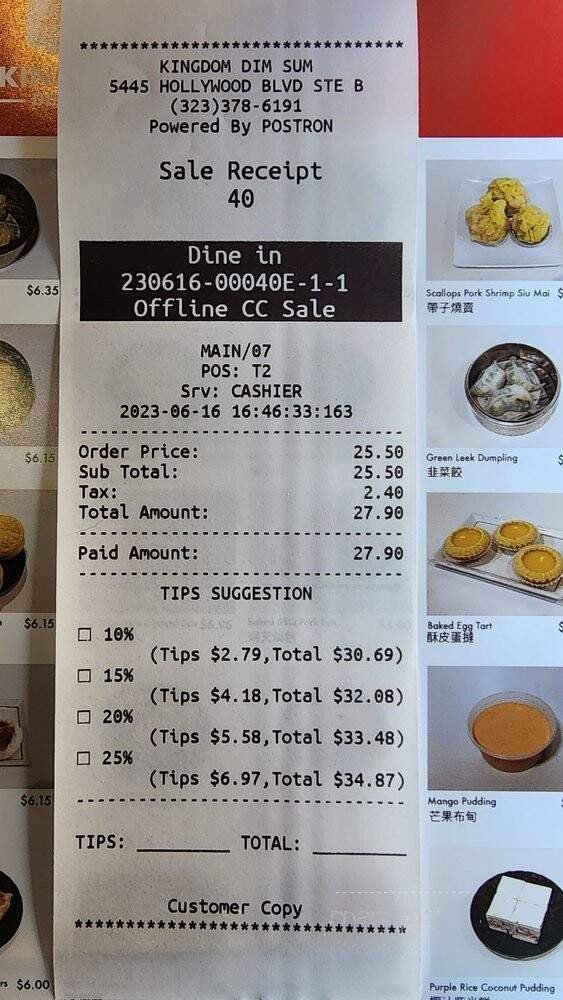 KIN
$6.35
$6.15
$6.15
$6.15
rs $6.00
********************************
KINGDOM DIM SUM
5445 HOLLYWOOD BLVD STE B
(323)378-6191
Powered By POSTRON
Sale Receipt
40
Dine in
230616-00040E-1-1
Offline CC Sale
MAIN/07
POS: T2
Srv: CASHIER
2023-06-16 16:46:33:163
--------------------------------
Order Price: 25.50
Sub Total: 25.50
Tax: 2.40
Total Amount: 27.90
--------------------------------
Paid Amount: 27.90
--------------------------------
TIPS SUGGESTION
☐ 10%
(Tips $2.79,Total $30.69)
☐ 15%
(Tips $4.18,Total $32.08)
☐ 20%
(Tips $5.58,Total $33.48)
☐ 25%
(Tips $6.97,Total $34.87)
--------------------------------
TIPS: _________ TOTAL: _________
Customer Copy
********************************
Scallops Pork Shrimp Siu Mai
帶子燒賣
Green Leek Dumpling
韭菜餃
Baked Egg Tart
酥皮蛋撻
Mango Pudding
芒果布甸
Purple Rice Coconut Pudding